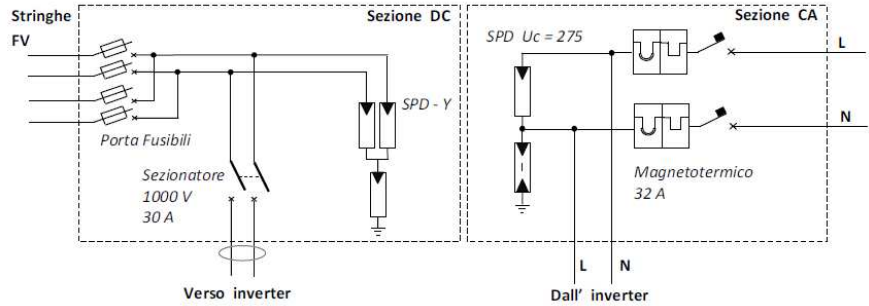 Stringhe
FV
Sezione DC
Porta Fusibili
SPD - Y
Sezionatore
1000 V
30 A
Verso inverter
Sezione CA
SPD Uc = 275
L
N
Magnetotermico
32 A
L N
Dall' inverter